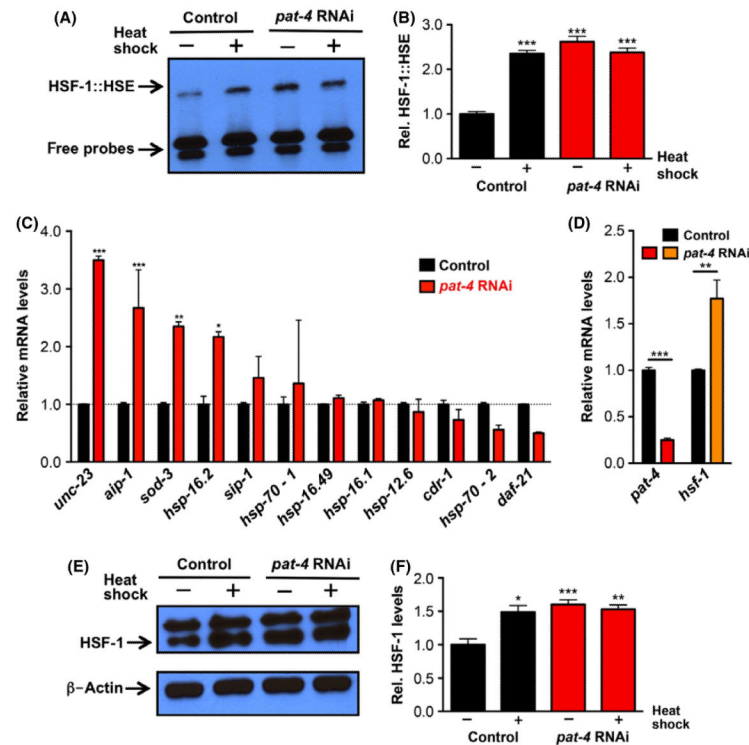 (A)
Control pat-4 RNAi
Heat shock − + − +
HSF-1::HSE
Free probes
(B)
Rel. HSF-1::HSE
3.0
2.0
1.0
0.0
*** *** ***
− + − + Heat shock
Control pat-4 RNAi
(C)
Relative mRNA levels
4.0
3.0
2.0
1.0
0.0
*** *** ** *
Control
pat-4 RNAi
unc-23 aip-1 sod-3 hsp-16.2 sip-1 hsp-70 - 1 hsp-16.49 hsp-16.1 hsp-12.6 cdr-1 hsp-70 - 2 daf-21
(D)
Control
pat-4 RNAi
Relative mRNA levels
2.5
2.0
1.5
1.0
0.5
0.0
*** **
pat-4 hsf-1
(E)
Control pat-4 RNAi
Heat shock − + − +
HSF-1
β-Actin
(F)
Rel. HSF-1 levels
2.0
1.5
1.0
0.5
0.0
* *** **
− + − + Heat shock
Control pat-4 RNAi